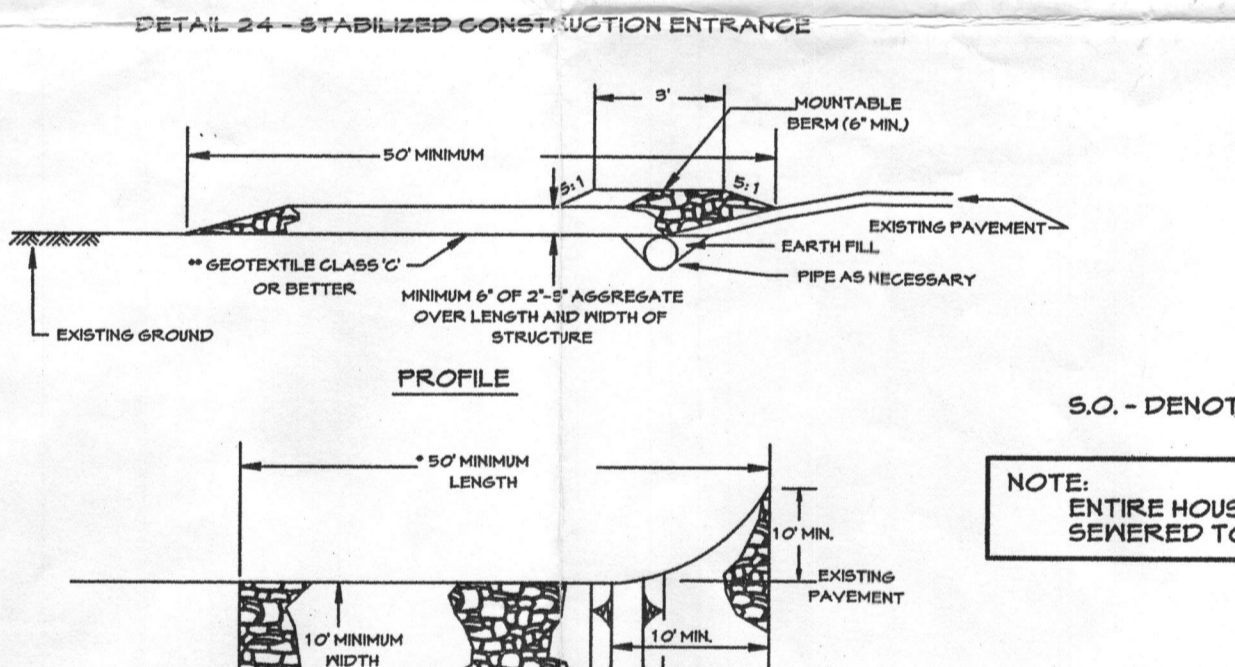 DETAIL 24 - STABILIZED CONSTRUCTION ENTRANCE
3'
MOUNTABLE
BERM (6" MIN.)
50' MINIMUM
5:1
5:1
EXISTING PAVEMENT
EARTH FILL
** GEOTEXTILE CLASS 'C'
OR BETTER
PIPE AS NECESSARY
MINIMUM 6" OF 2"-3" AGGREGATE
OVER LENGTH AND WIDTH OF
STRUCTURE
EXISTING GROUND
PROFILE
S.O. - DENOT
* 50' MINIMUM
LENGTH
NOTE:
ENTIRE HOUS
SEWERED TO
10' MIN.
EXISTING
PAVEMENT
10' MINIMUM
WIDTH
10' MIN.